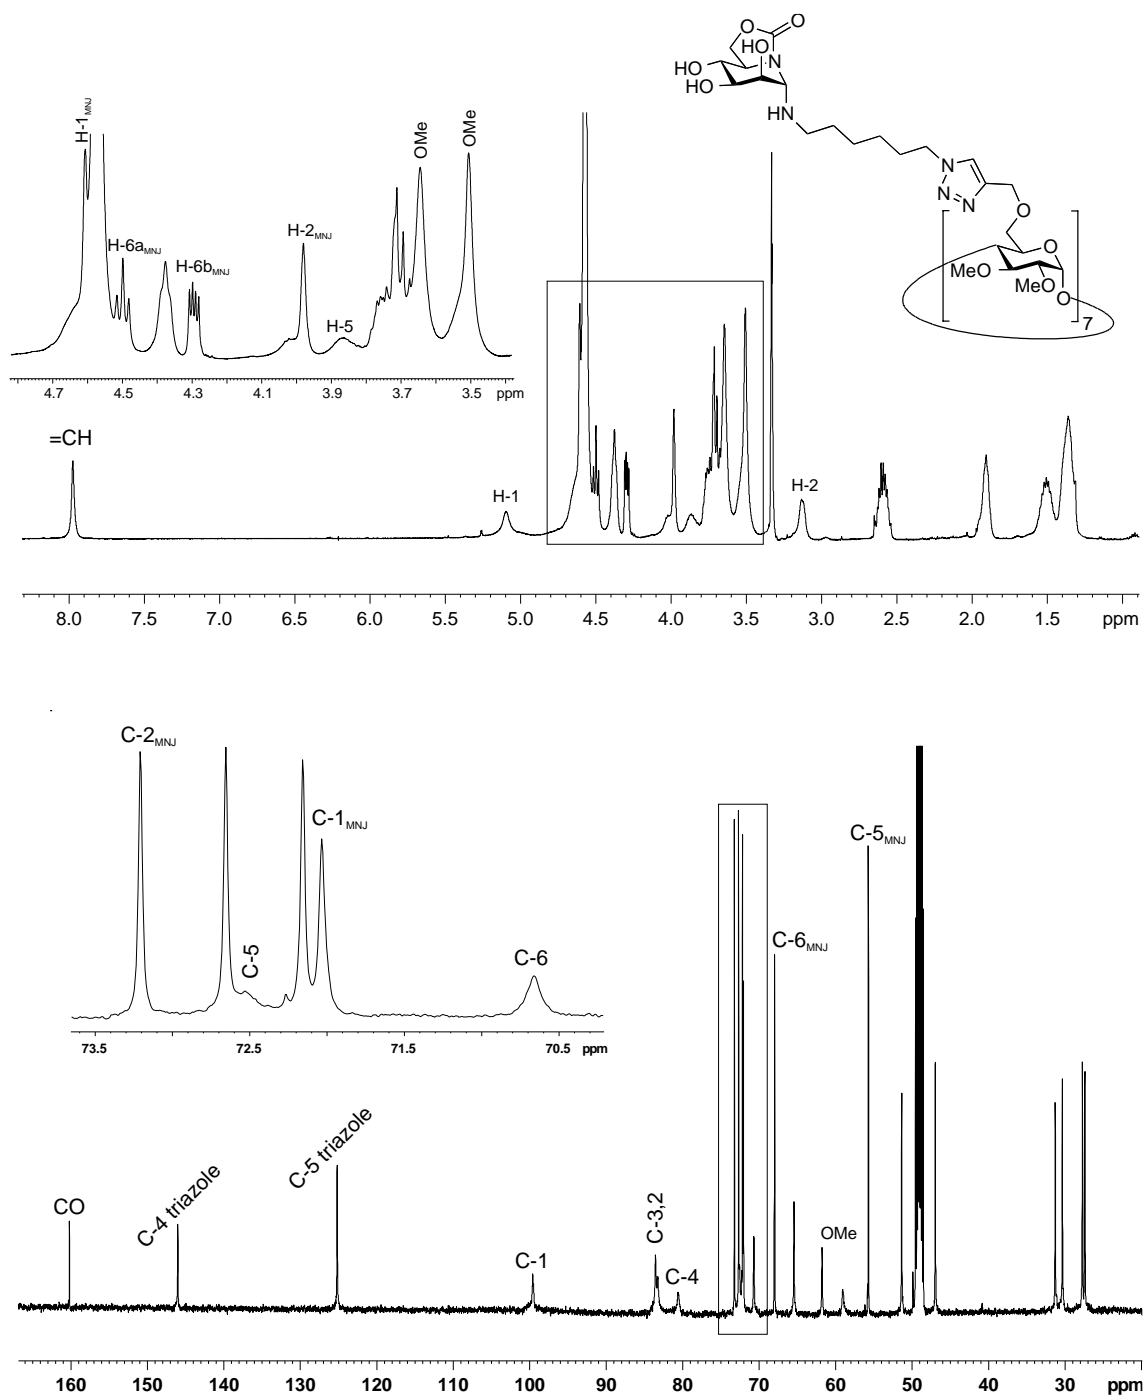 O
O
HO
N
HO
HO
HN
N
N=N
O
O
MeO
MeO
O
7
H-1MNJ
OMe
OMe
H-6aMNJ
H-2MNJ
H-6bMNJ
H-5
4.7 4.5 4.3 4.1 3.9 3.7 3.5 ppm
=CH
H-1
H-2
8.0 7.5 7.0 6.5 6.0 5.5 5.0 4.5 4.0 3.5 3.0 2.5 2.0 1.5 ppm
C-2MNJ
C-1MNJ
C-5
C-6
73.5 72.5 71.5 70.5 ppm
C-5MNJ
C-6MNJ
CO
C-4 triazole
C-5 triazole
C-1
C-3,2
C-4
OMe
160 150 140 130 120 110 100 90 80 70 60 50 40 30 ppm